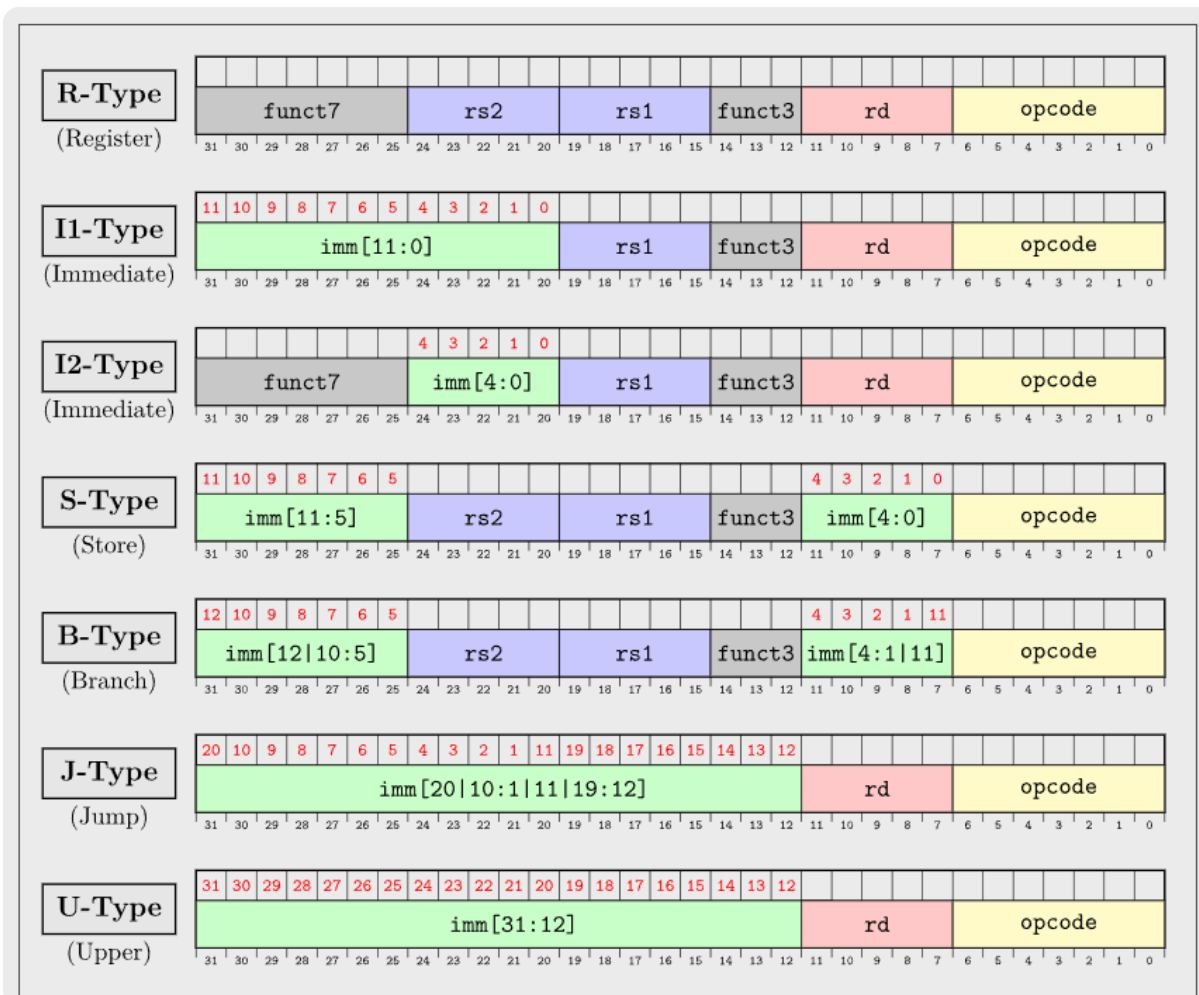 R-Type
(Register)
funct7 rs2 rs1 funct3 rd opcode
31 30 29 28 27 26 25 24 23 22 21 20 19 18 17 16 15 14 13 12 11 10 9 8 7 6 5 4 3 2 1 0
11 10 9 8 7 6 5 4 3 2 1 0
I1-Type
(Immediate)
imm[11:0] rs1 funct3 rd opcode
31 30 29 28 27 26 25 24 23 22 21 20 19 18 17 16 15 14 13 12 11 10 9 8 7 6 5 4 3 2 1 0
4 3 2 1 0
I2-Type
(Immediate)
funct7 imm[4:0] rs1 funct3 rd opcode
31 30 29 28 27 26 25 24 23 22 21 20 19 18 17 16 15 14 13 12 11 10 9 8 7 6 5 4 3 2 1 0
11 10 9 8 7 6 5 4 3 2 1 0
S-Type
(Store)
imm[11:5] rs2 rs1 funct3 imm[4:0] opcode
31 30 29 28 27 26 25 24 23 22 21 20 19 18 17 16 15 14 13 12 11 10 9 8 7 6 5 4 3 2 1 0
12 10 9 8 7 6 5 4 3 2 1 11
B-Type
(Branch)
imm[12|10:5] rs2 rs1 funct3 imm[4:1|11] opcode
31 30 29 28 27 26 25 24 23 22 21 20 19 18 17 16 15 14 13 12 11 10 9 8 7 6 5 4 3 2 1 0
20 10 9 8 7 6 5 4 3 2 1 11 19 18 17 16 15 14 13 12
J-Type
(Jump)
imm[20|10:1|11|19:12] rd opcode
31 30 29 28 27 26 25 24 23 22 21 20 19 18 17 16 15 14 13 12 11 10 9 8 7 6 5 4 3 2 1 0
31 30 29 28 27 26 25 24 23 22 21 20 19 18 17 16 15 14 13 12
U-Type
(Upper)
imm[31:12] rd opcode
31 30 29 28 27 26 25 24 23 22 21 20 19 18 17 16 15 14 13 12 11 10 9 8 7 6 5 4 3 2 1 0